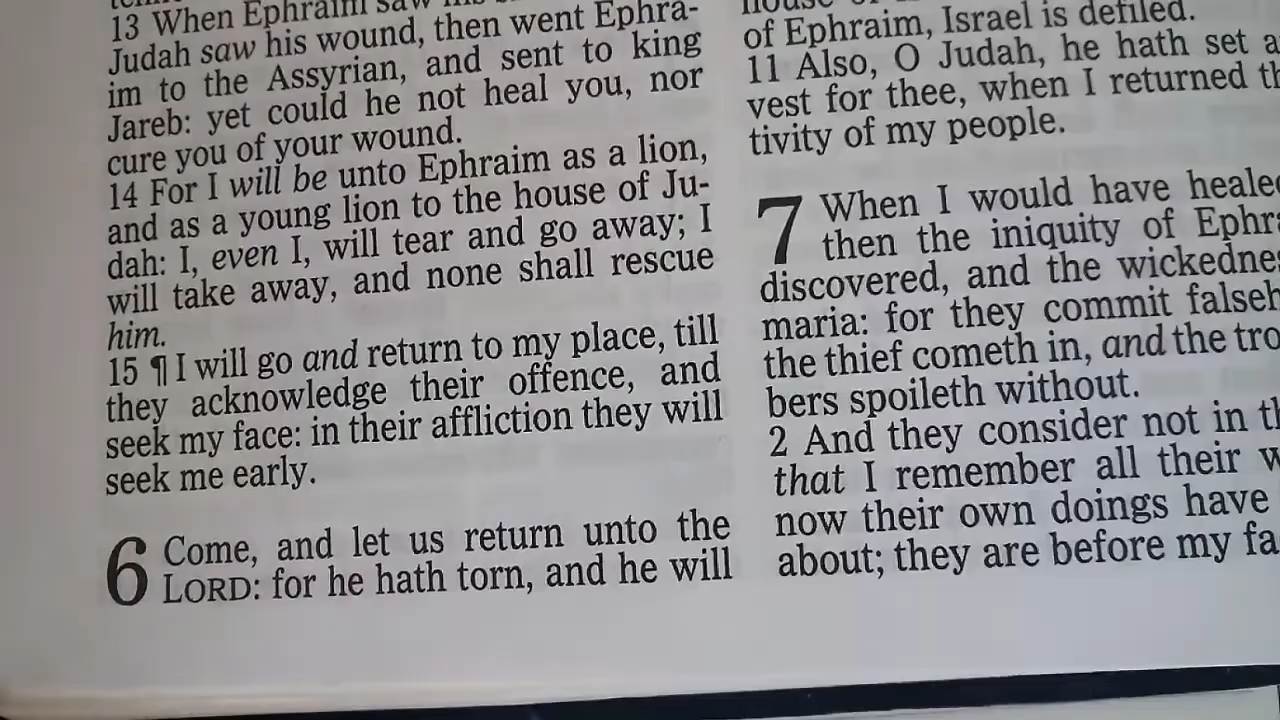 13 When Ephraim saw his
Judah saw his wound, then went Ephra-
im to the Assyrian, and sent to king
Jareb: yet could he not heal you, nor
cure you of your wound.
14 For I will be unto Ephraim as a lion,
and as a young lion to the house of Ju-
dah: I, even I, will tear and go away; I
will take away, and none shall rescue
him.
15 ¶ I will go and return to my place, till
they acknowledge their offence, and
seek my face: in their affliction they will
seek me early.
6 Come, and let us return unto the
LORD: for he hath torn, and he will
house of
of Ephraim, Israel is defiled.
11 Also, O Judah, he hath set a
vest for thee, when I returned th
tivity of my people.
7 When I would have healed
then the iniquity of Ephra
discovered, and the wickednes
maria: for they commit falseh
the thief cometh in, and the tro
bers spoileth without.
2 And they consider not in th
that I remember all their w
now their own doings have
about; they are before my fa